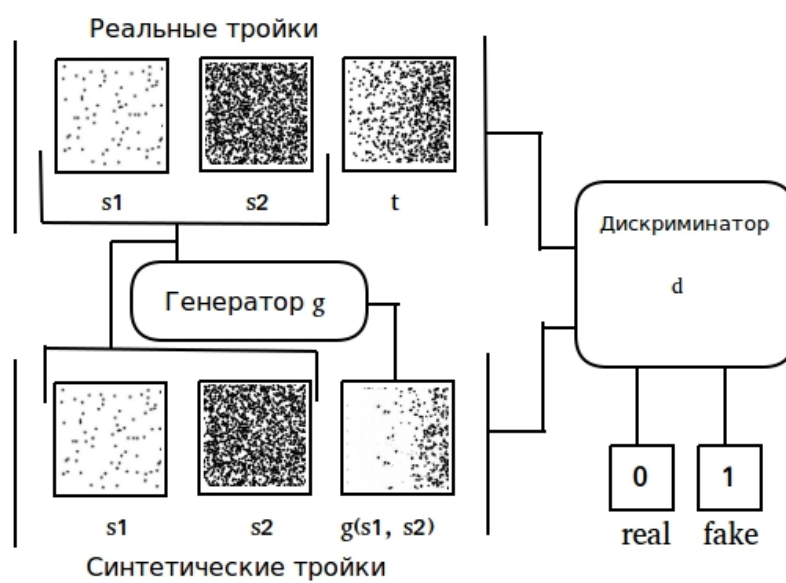 Реальные тройки
s1 s2 t
Дискриминатор
d
Генератор g
0 1
real fake
s1 s2 g(s1, s2)
Синтетические тройки